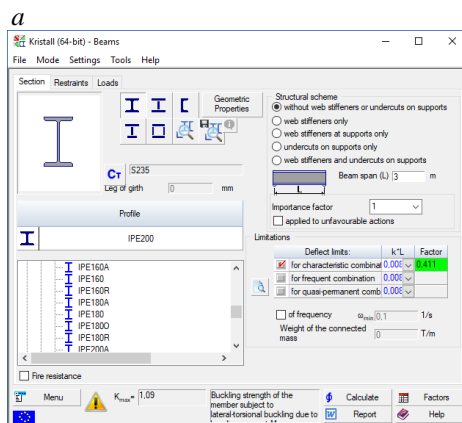 a
Kristall (64-bit) - Beams
File Mode Settings Tools Help
Section Restraints Loads
Geometric
Properties
Cт S235
Leg of girth 0 mm
Profile
IPE200
IPE160A
IPE160
IPE160R
IPE180A
IPE180
IPE180O
IPE180R
IPE200A
Fire resistance
Structural scheme
without web stiffeners or undercuts on supports
web stiffeners only
web stiffeners at supports only
undercuts on supports only
web stiffeners and undercuts on supports
Beam span (L) 3 m
L
Importance factor 1
applied to unfavourable actions
Limitations
Deflect limits: k*L Factor
for characteristic combinat 0,008 0,411
for frequent combination 0,008
for quasi-permanent comb 0,008
of frequency ωmin 0.1 1/s
Weight of the connected
mass 0 T/m
Menu Kmax= 1,09 Buckling strength of the
member subject to
lateral-torsional buckling due to
Calculate Factors
Report Help